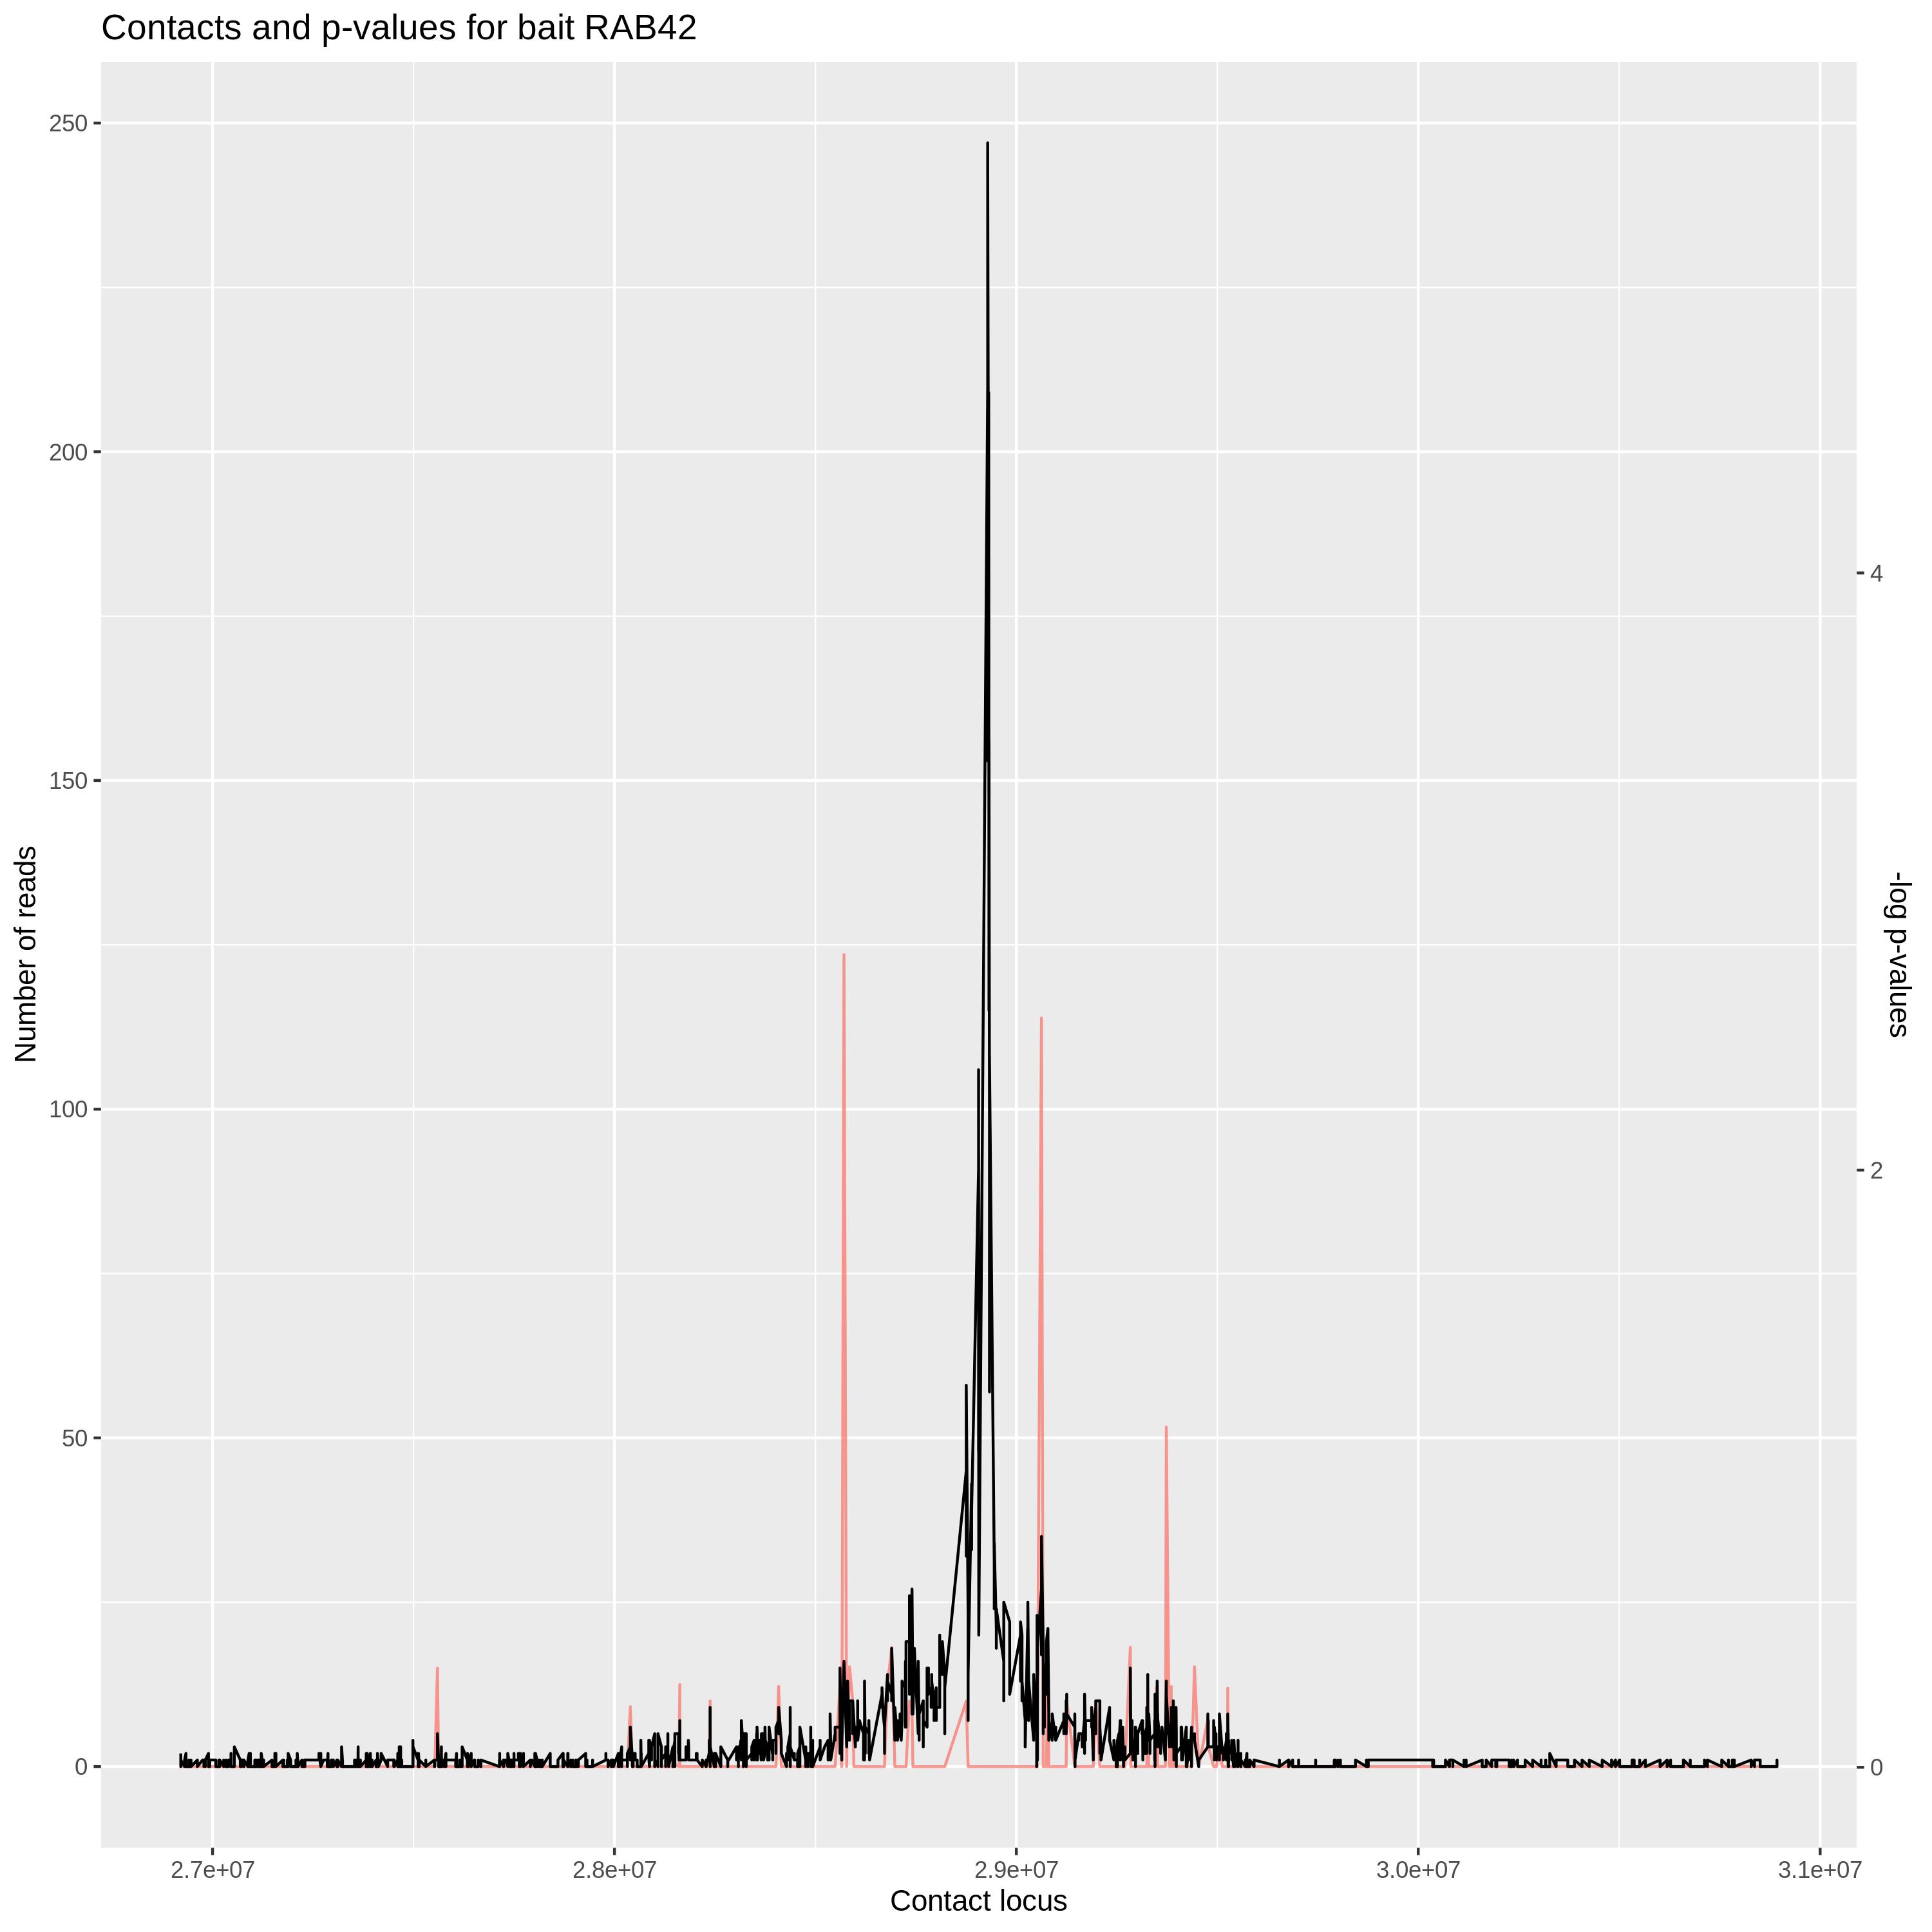 Contacts and p-values for bait RAB42
250
200
150
100
50
0
Number of reads
4
2
0
-log p-values
2.7e+07 2.8e+07 2.9e+07 3.0e+07 3.1e+07
Contact locus